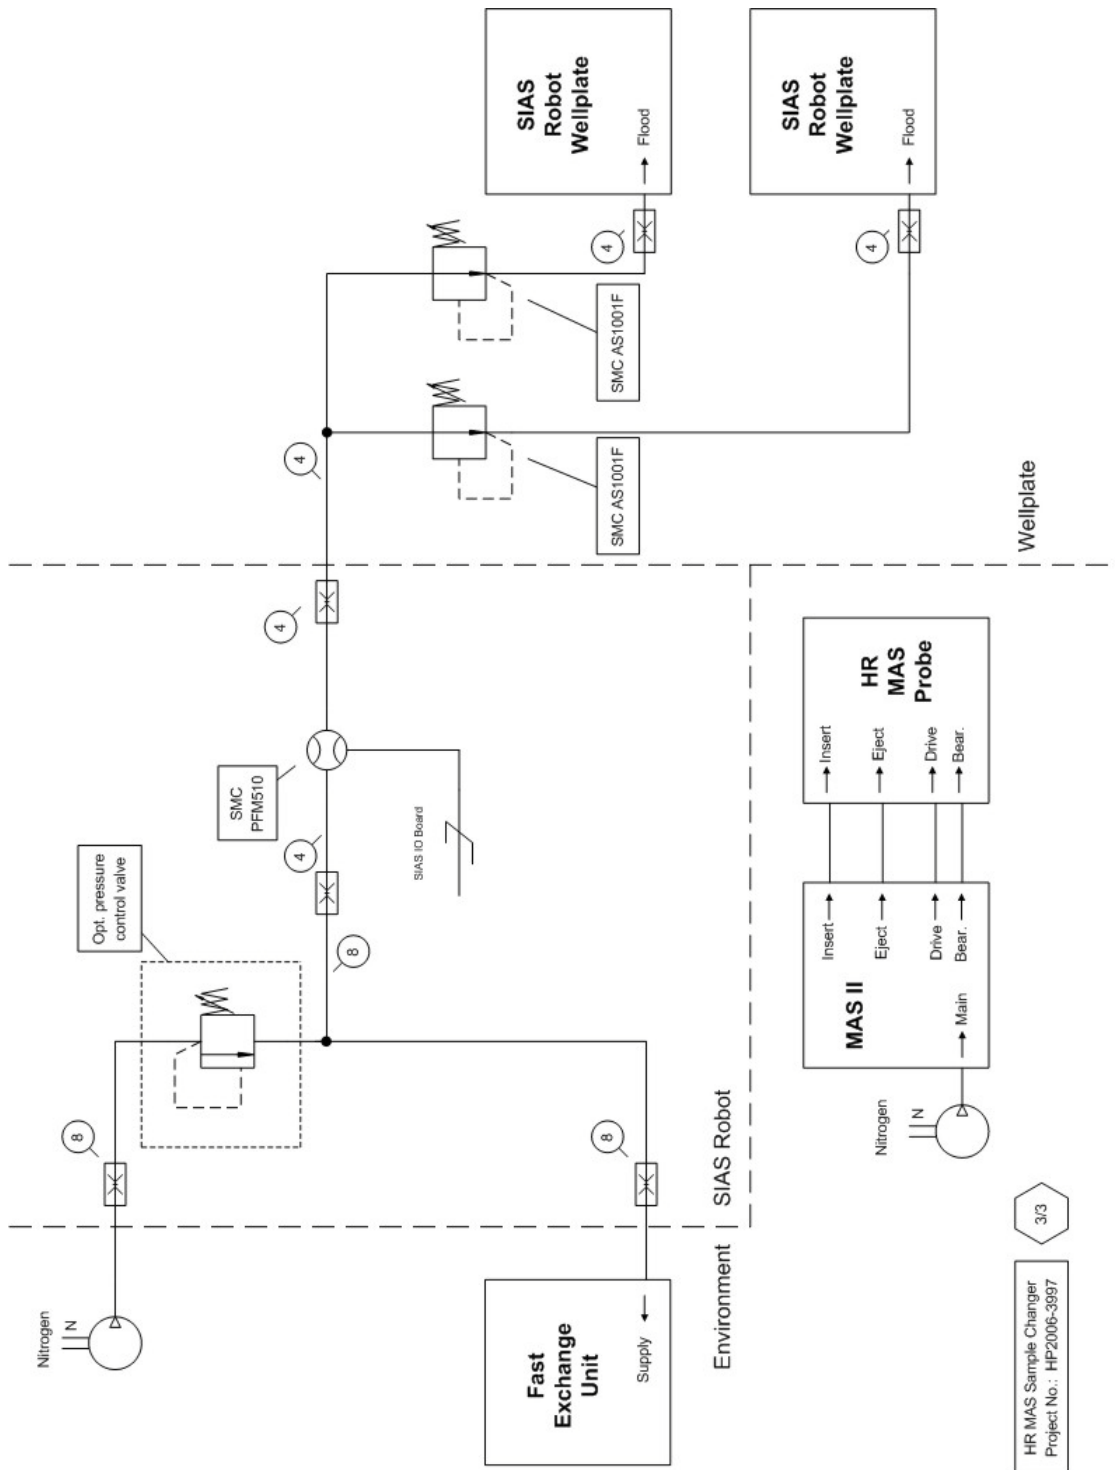 Nitrogen
N
8
Opt. pressure
control valve
SMC
PFM510
8
4
4
4
SIAS IO Board
Fast
Exchange
Unit
Supply
8
SMC AS1001F
SMC AS1001F
SIAS
Robot
Wellplate
4
Flood
SIAS
Robot
Wellplate
4
Flood
Environment
SIAS Robot
Wellplate
Nitrogen
N
MAS II
Main
Insert
Eject
Drive
Bear.
HR
MAS
Probe
Insert
Eject
Drive
Bear.
HR MAS Sample Changer
Project No.: HP2006-3997
3/3